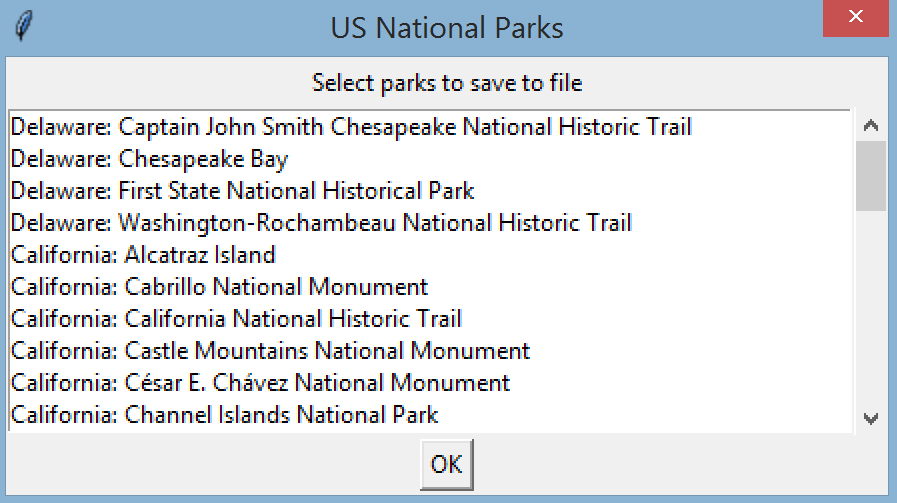 US National Parks
Select parks to save to file
Delaware: Captain John Smith Chesapeake National Historic Trail
Delaware: Chesapeake Bay
Delaware: First State National Historical Park
Delaware: Washington-Rochambeau National Historic Trail
California: Alcatraz Island
California: Cabrillo National Monument
California: California National Historic Trail
California: Castle Mountains National Monument
California: César E. Chávez National Monument
California: Channel Islands National Park
OK